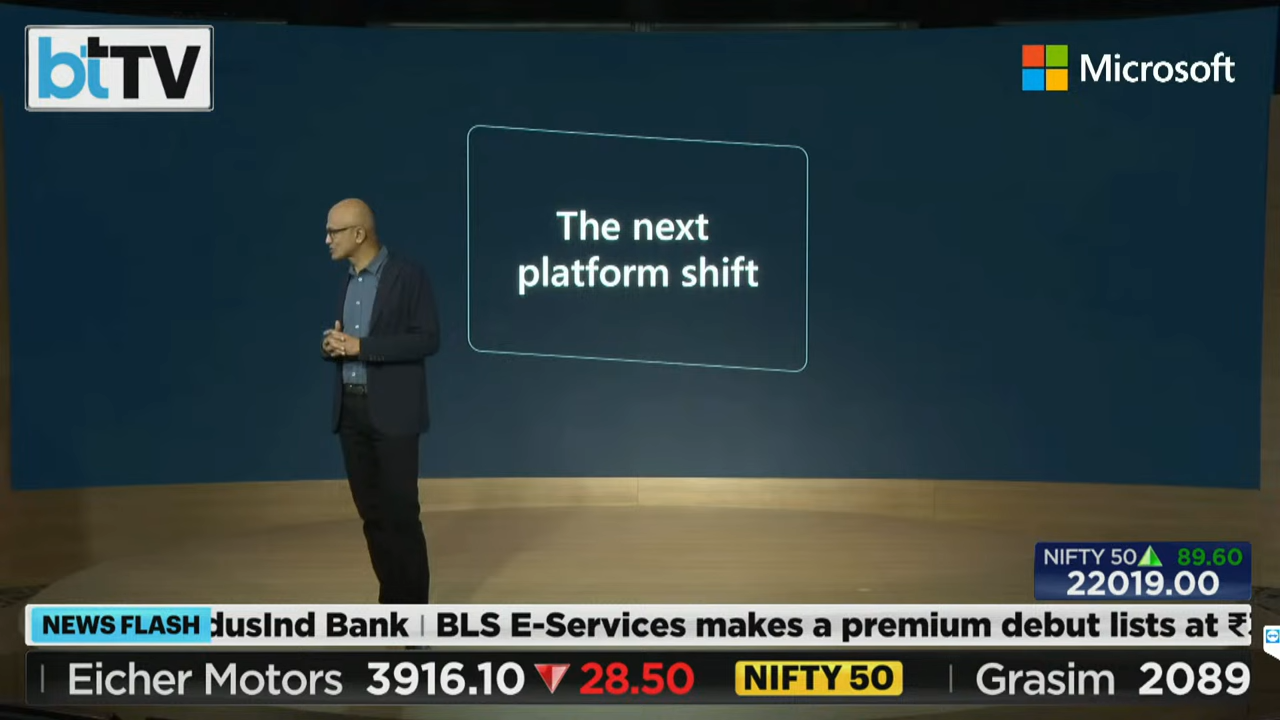 btTV
Microsoft
The next
platform shift
NIFTY 50 89.60
22019.00
NEWS FLASH dusInd Bank | BLS E-Services makes a premium debut lists at ₹
Eicher Motors 3916.10 28.50 NIFTY 50 Grasim 2089